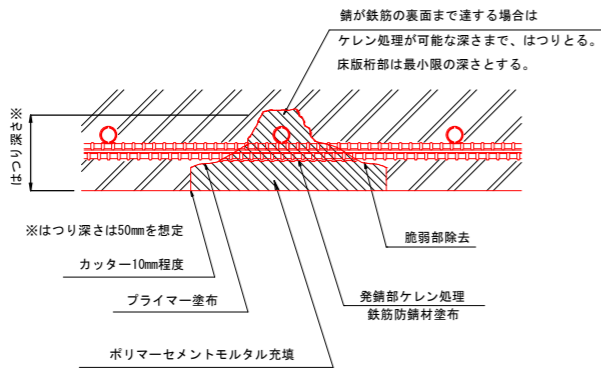 錆が鉄筋の裏面まで達する場合は
ケレン処理が可能な深さまで、はつりとる。
床版桁部は最小限の深さとする。
はつり深さ※
※はつり深さは50mmを想定
脆弱部除去
カッター10mm程度
プライマー塗布
発錆部ケレン処理
鉄筋防錆材塗布
ポリマーセメントモルタル充填